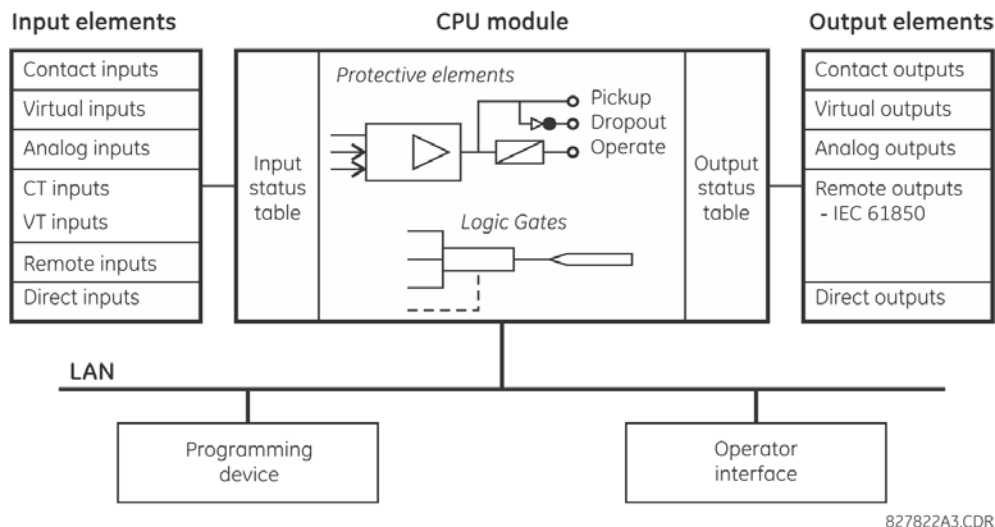 Input elements
CPU module
Output elements
Contact inputs
Virtual inputs
Analog inputs
CT inputs
VT inputs
Remote inputs
Direct inputs
Input
status
table
Protective elements
Pickup
Dropout
Operate
Logic Gates
Output
status
table
Contact outputs
Virtual outputs
Analog outputs
Remote outputs
- IEC 61850
Direct outputs
LAN
Programming
device
Operator
interface
827822A3.CDR